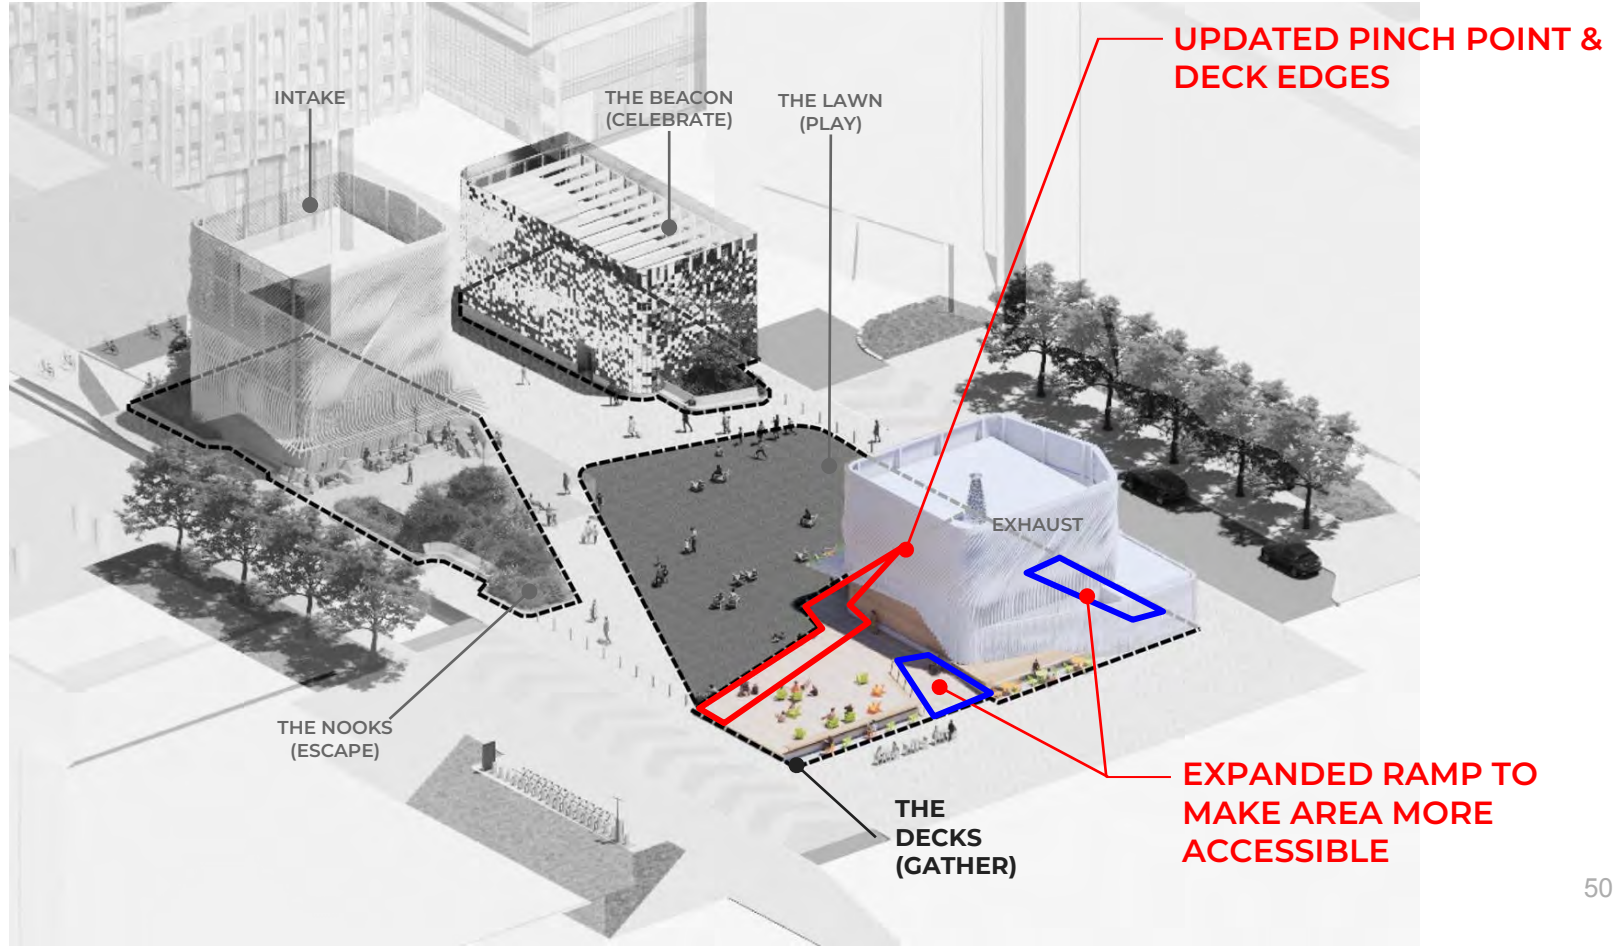 UPDATED PINCH POINT &
DECK EDGES
INTAKE
THE BEACON
(CELEBRATE)
THE LAWN
(PLAY)
EXHAUST
THE NOOKS
(ESCAPE)
THE
DECKS
(GATHER)
EXPANDED RAMP TO
MAKE AREA MORE
ACCESSIBLE
50